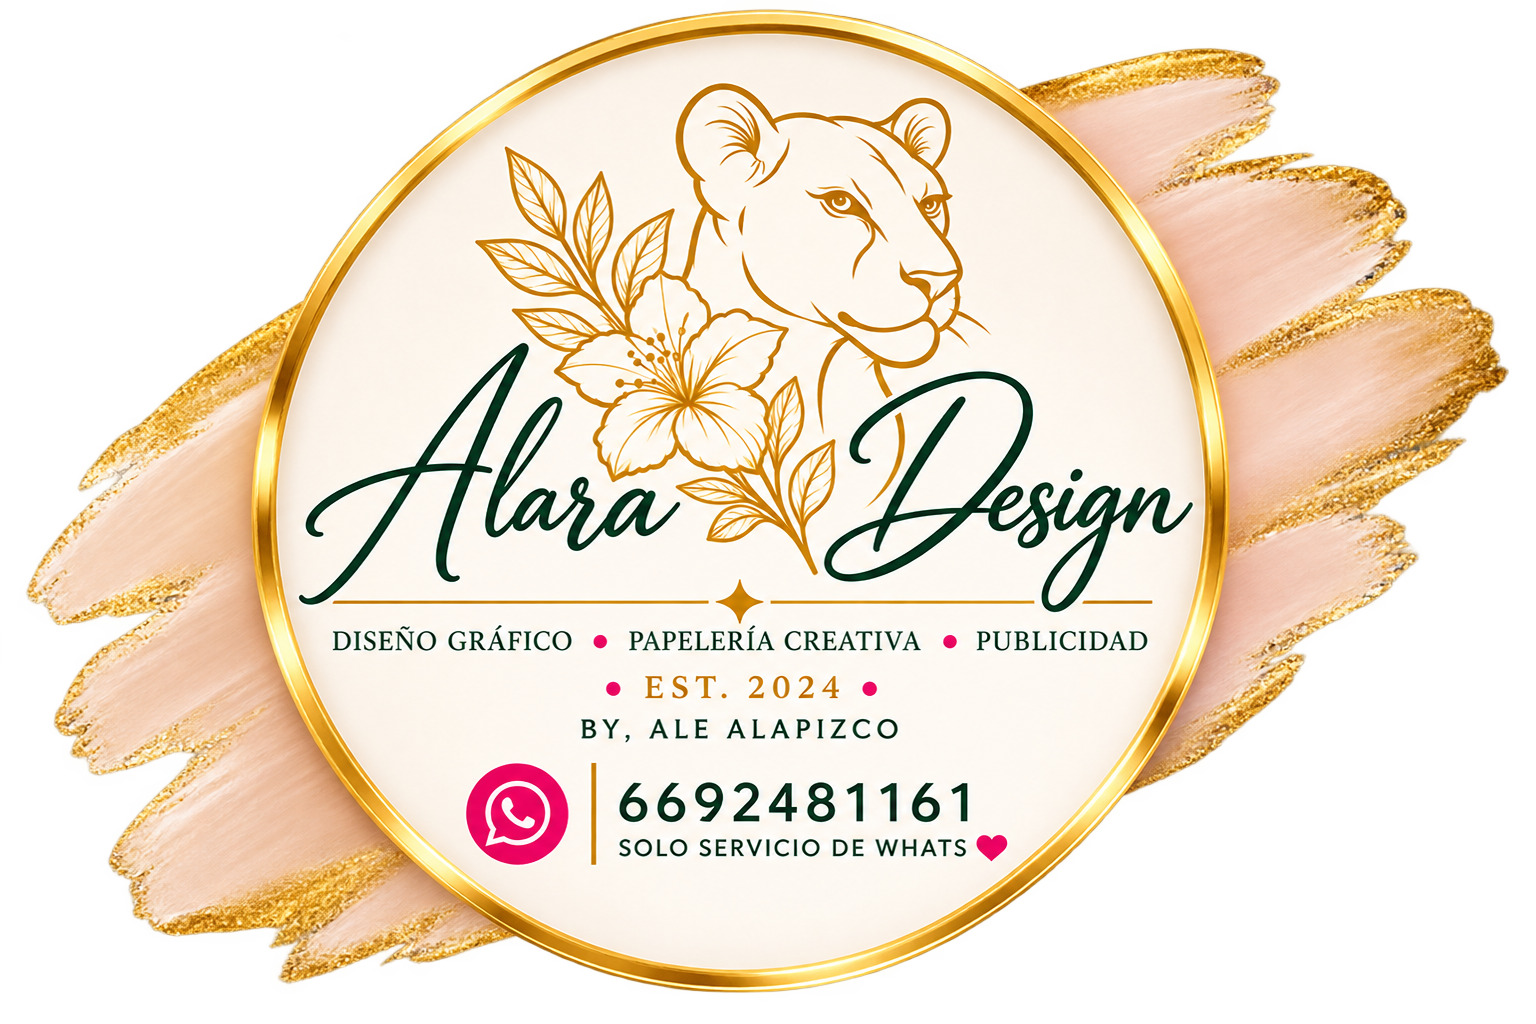 Alara Design
DISEÑO GRÁFICO • PAPELERÍA CREATIVA • PUBLICIDAD
• EST. 2024 •
BY, ALE ALAPIZCO
6692481161
SOLO SERVICIO DE WHATS